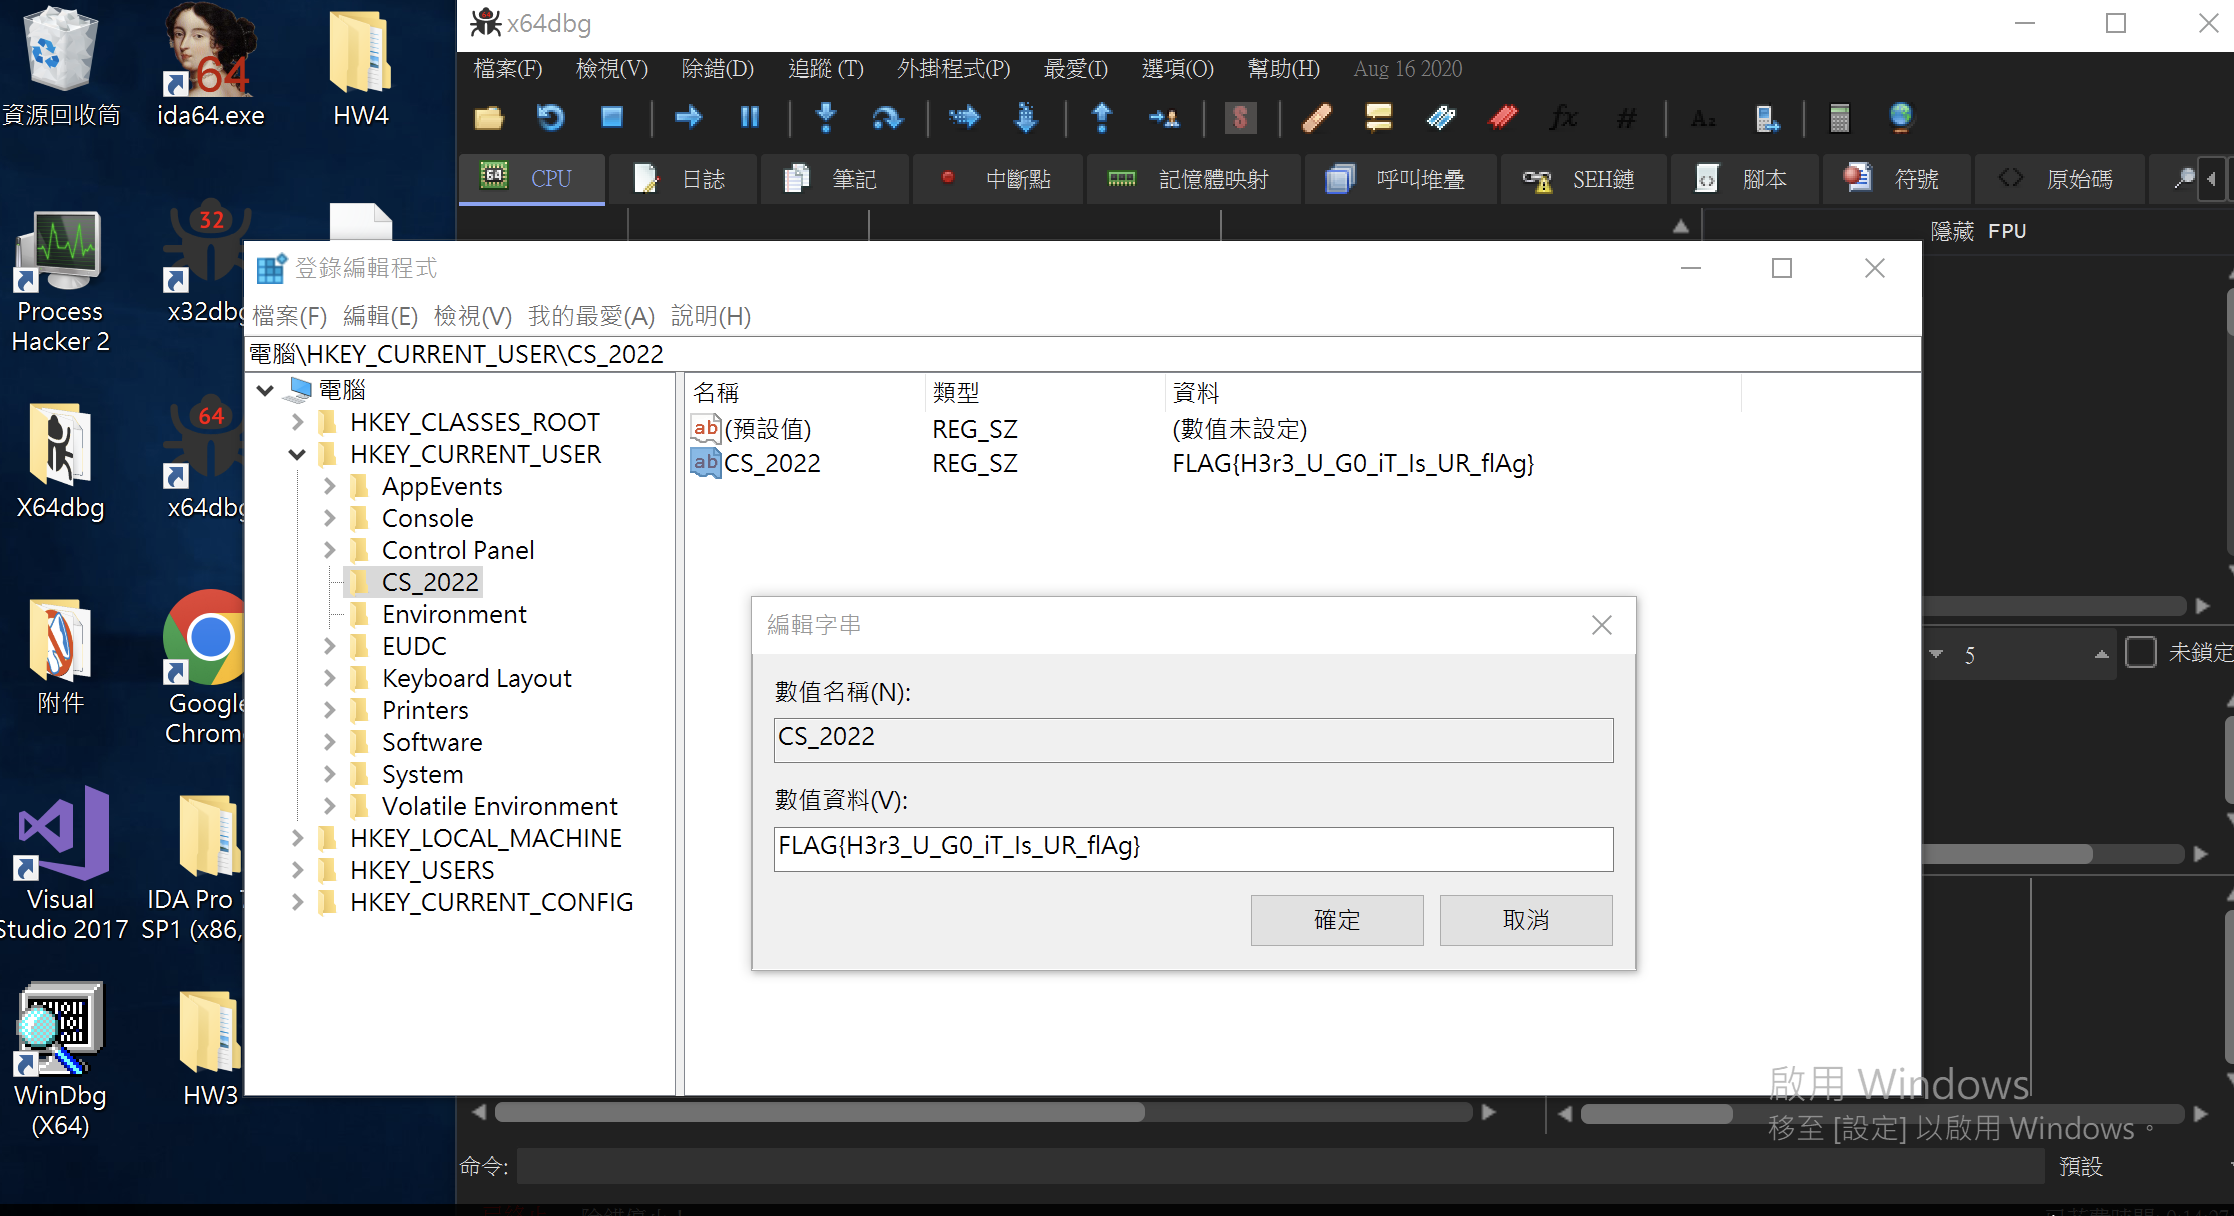 資源回收筒
ida64.exe
HW4
Process
Hacker 2
32
x32dbg
X64dbg
64
x64dbg
附件
Google
Chrom
Visual
Studio 2017
IDA Pro
SP1 (x86,
WinDbg
(X64)
HW3
x64dbg
檔案(F) 檢視(V) 除錯(D) 追蹤 (T) 外掛程式(P) 最愛(I) 選項(O) 幫助(H) Aug 16 2020
CPU 日誌 筆記 中斷點 記憶體映射 呼叫堆疊 SEH鏈 腳本 符號 原始碼
隱藏 FPU
登錄編輯程式
檔案(F) 編輯(E) 檢視(V) 我的最愛(A) 說明(H)
電腦\HKEY_CURRENT_USER\CS_2022
電腦
HKEY_CLASSES_ROOT
HKEY_CURRENT_USER
AppEvents
Console
Control Panel
CS_2022
Environment
EUDC
Keyboard Layout
Printers
Software
System
Volatile Environment
HKEY_LOCAL_MACHINE
HKEY_USERS
HKEY_CURRENT_CONFIG
名稱 類型 資料
(預設值) REG_SZ (數值未設定)
CS_2022 REG_SZ FLAG{H3r3_U_G0_iT_Is_UR_flAg}
編輯字串
數值名稱(N):
CS_2022
數值資料(V):
FLAG{H3r3_U_G0_iT_Is_UR_flAg}
確定 取消
5 未鎖定
啟用 Windows
移至 [設定] 以啟用 Windows。
命令: 預設